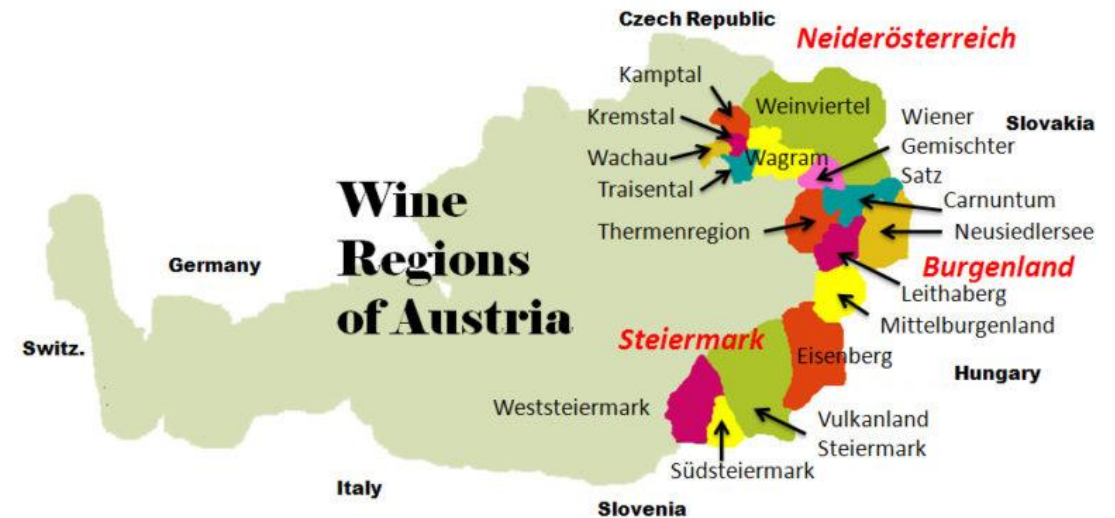 Czech Republic
Neiderösterreich
Kamptal
Weinviertel
Kremstal
Wiener
Gemischter
Satz
Slovakia
Wachau
Wagram
Traisental
Carnuntum
Thermenregion
Neusiedlersee
Wine
Regions
of Austria
Germany
Burgenland
Leithaberg
Mittelburgenland
Switz.
Steiermark
Eisenberg
Hungary
Weststeiermark
Vulkanland
Steiermark
Südsteiermark
Italy
Slovenia